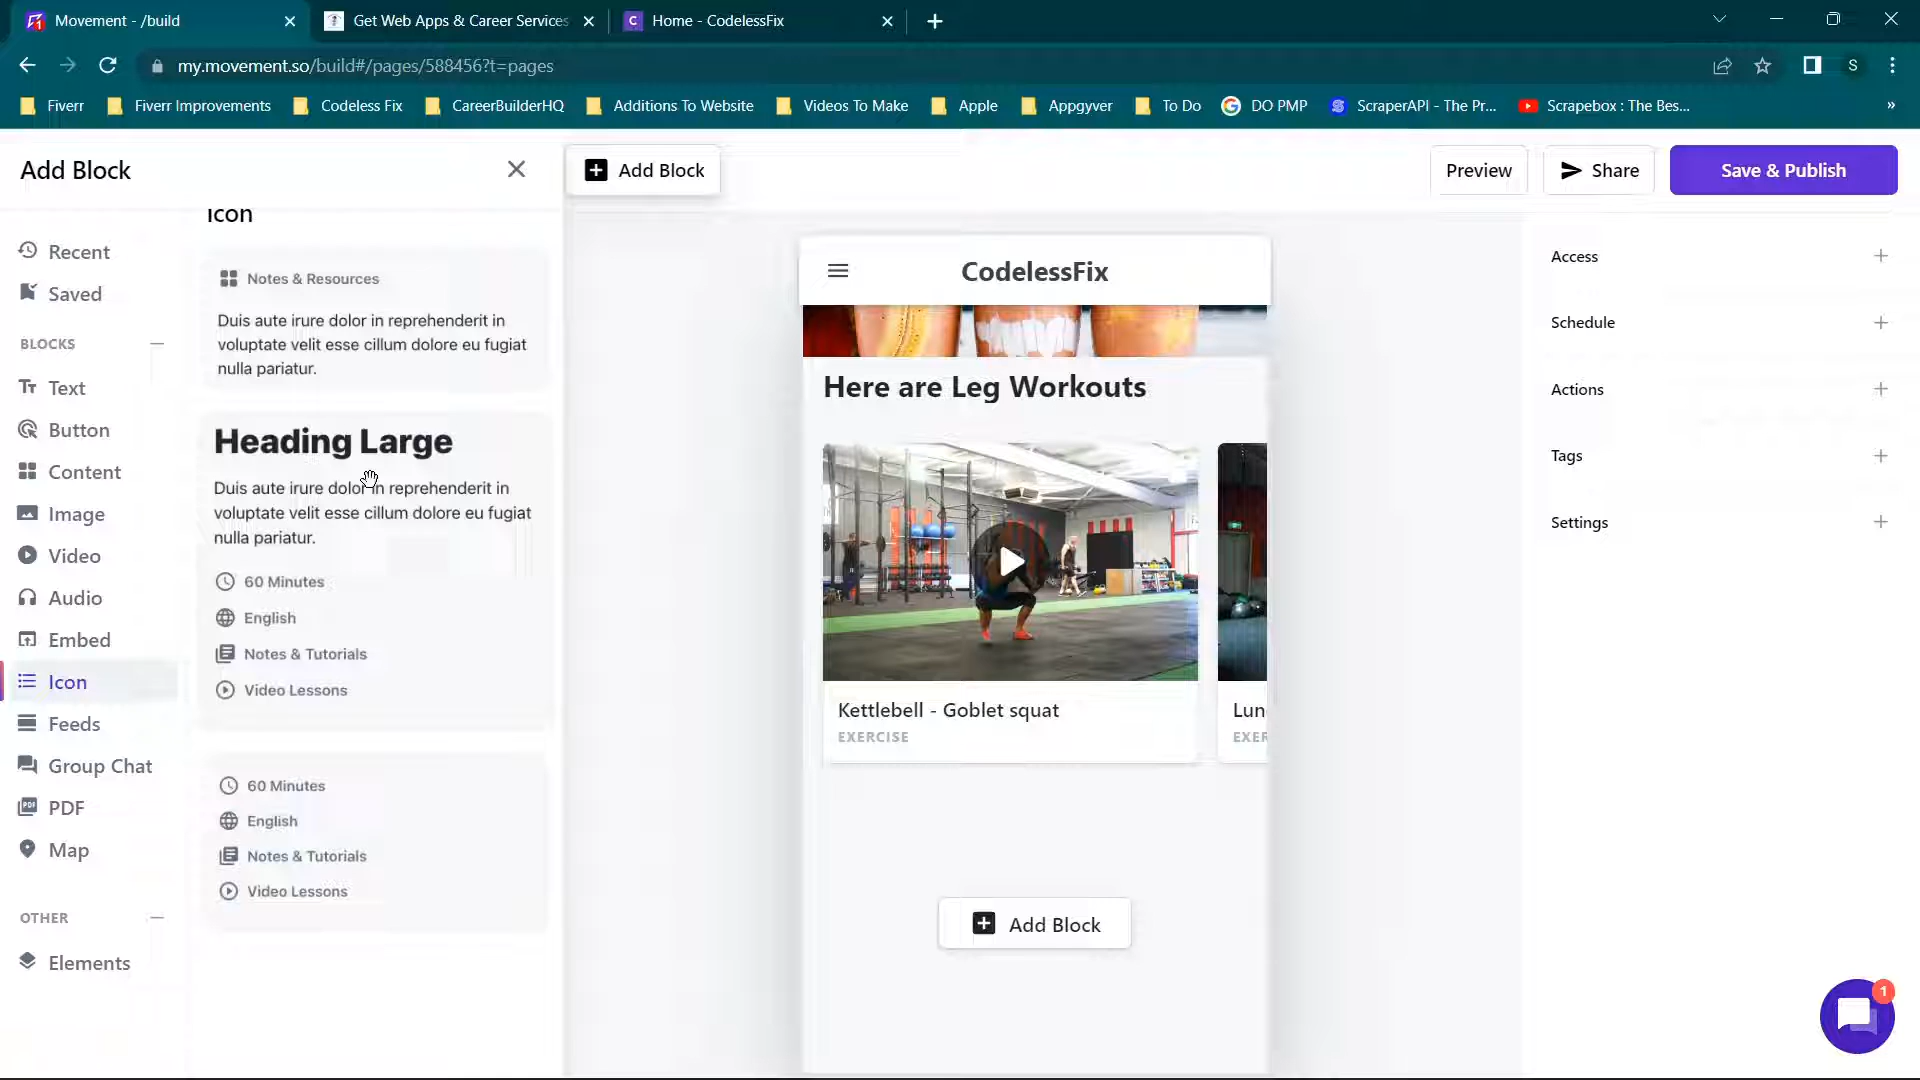 Movement - /build
Get Web Apps & Career Services
Home - CodelessFix
my.movement.so/build#/pages/588456?t=pages
S
Fiverr
Fiverr Improvements
Codeless Fix
CareerBuilderHQ
Additions To Website
Videos To Make
Apple
Appgyver
To Do
DO PMP
ScraperAPI - The Pr...
Scrapebox : The Bes...
»
Add Block
Add Block
Preview
Share
Save & Publish
Recent
Saved
BLOCKS
Text
Button
Content
Image
Video
Audio
Embed
Icon
Feeds
Group Chat
PDF
Map
OTHER
Elements
Icon
Notes & Resources
Duis aute irure dolor in reprehenderit in
voluptate velit esse cillum dolore eu fugiat
nulla pariatur.
Heading Large
Duis aute irure dolor in reprehenderit in
voluptate velit esse cillum dolore eu fugiat
nulla pariatur.
60 Minutes
English
Notes & Tutorials
Video Lessons
60 Minutes
English
Notes & Tutorials
Video Lessons
CodelessFix
Here are Leg Workouts
Kettlebell - Goblet squat
EXERCISE
Lun
EXER
Add Block
Access
Schedule
Actions
Tags
Settings
1